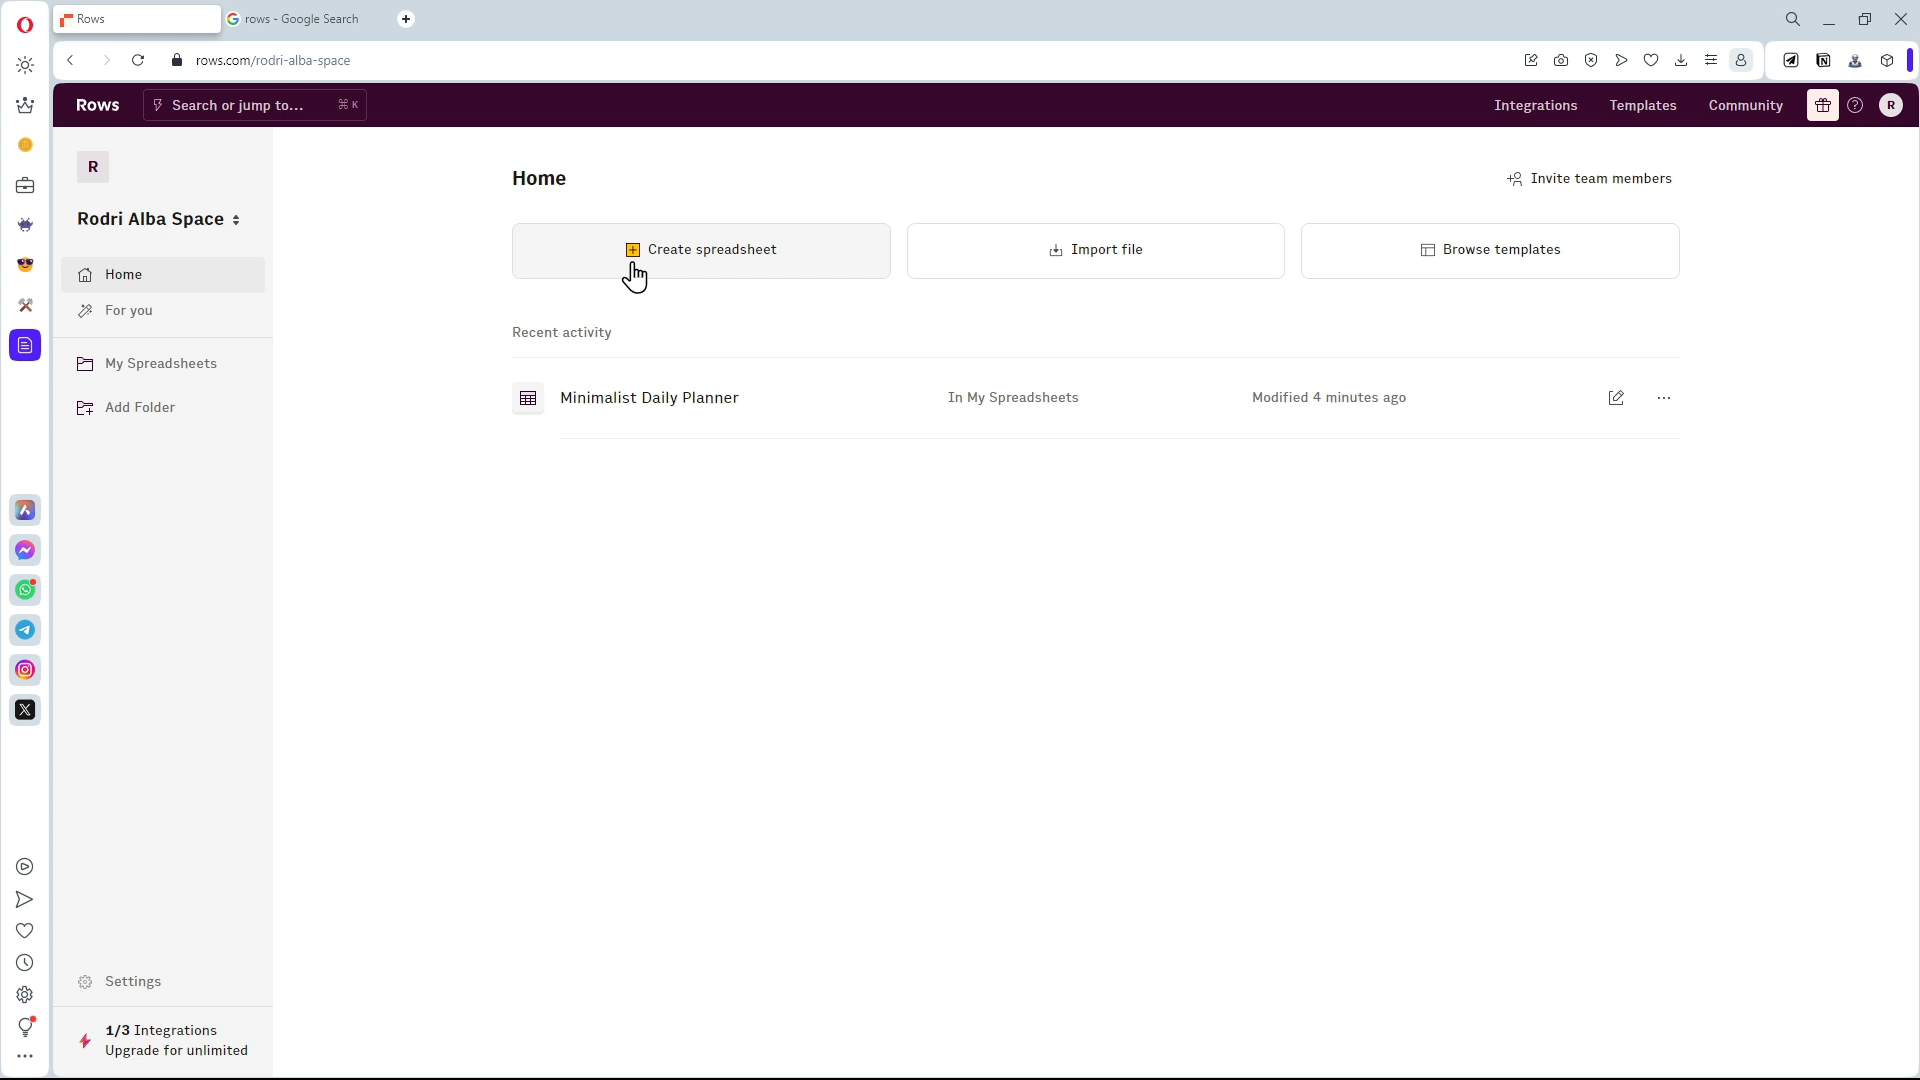 Rows
rows - Google Search
rows.com/rodri-alba-space
Rows
Search or jump to...
⌘ K
Integrations
Templates
Community
R
R
Rodri Alba Space
Home
For you
My Spreadsheets
Add Folder
Settings
1/3 Integrations
Upgrade for unlimited
Home
Invite team members
Create spreadsheet
Import file
Browse templates
Recent activity
Minimalist Daily Planner
In My Spreadsheets
Modified 4 minutes ago